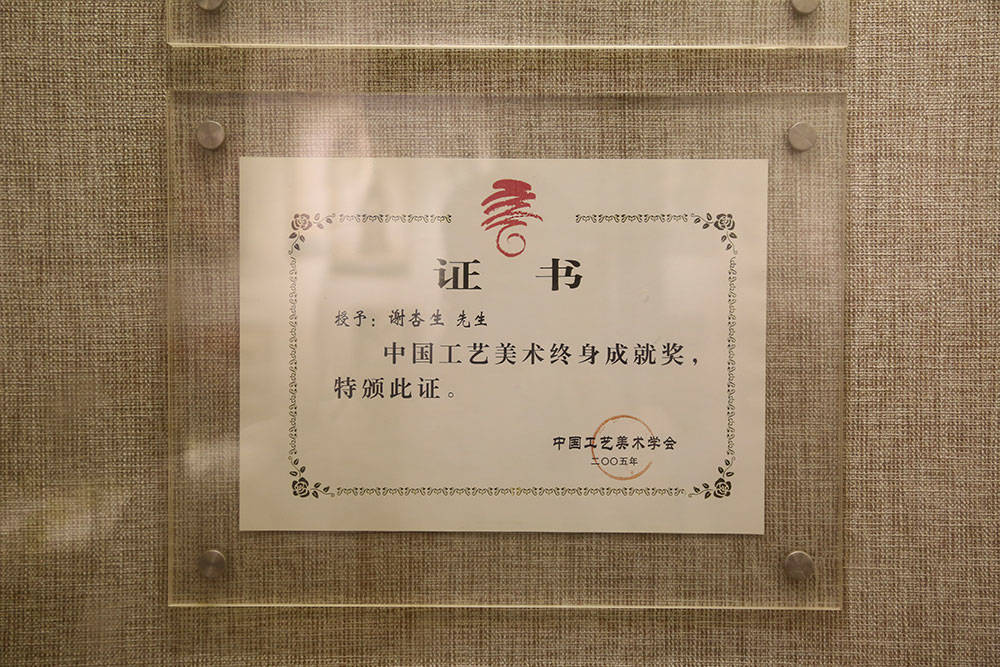 证书
授予：谢杏生 先生
中国工艺美术终身成就奖，
特颁此证。
中国工艺美术学会
二〇〇五年